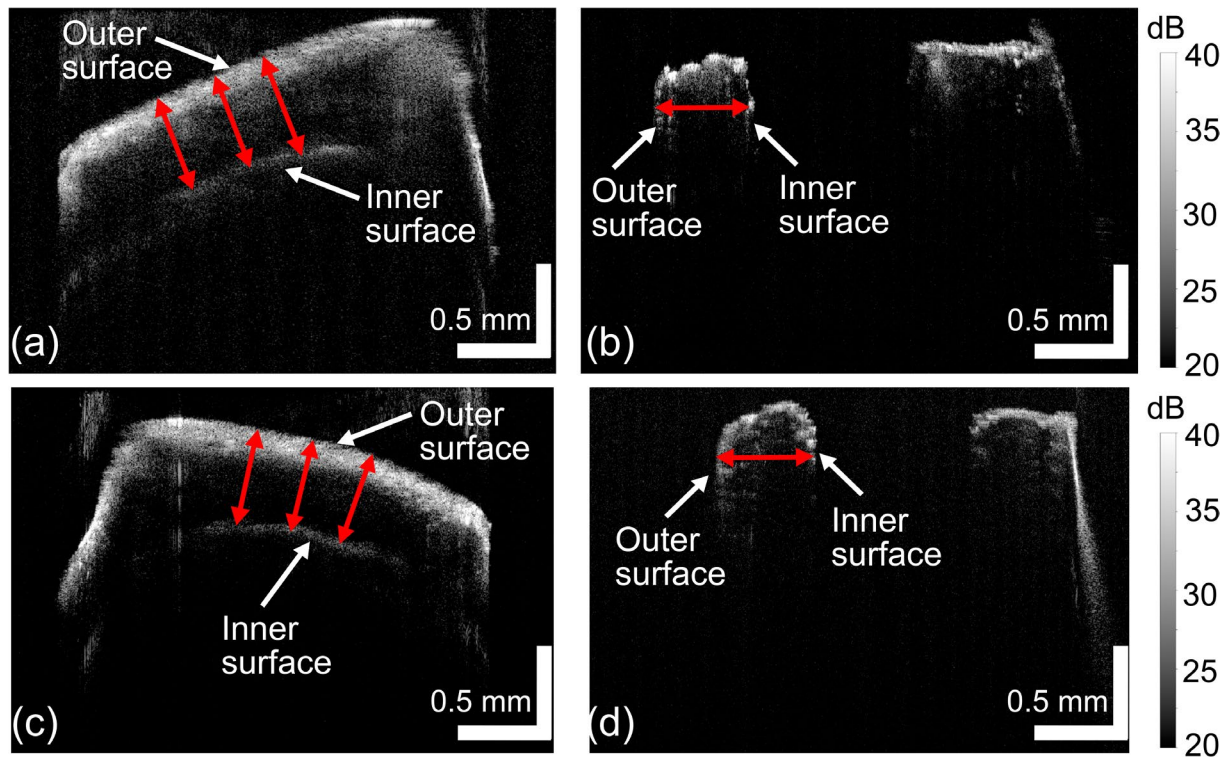 Outer
surface
Inner
surface
0.5 mm
(a)
Outer
surface
Inner
surface
0.5 mm
(b)
dB
40
35
30
25
20
Outer
surface
Inner
surface
0.5 mm
(c)
Outer
surface
Inner
surface
0.5 mm
(d)
dB
40
35
30
25
20